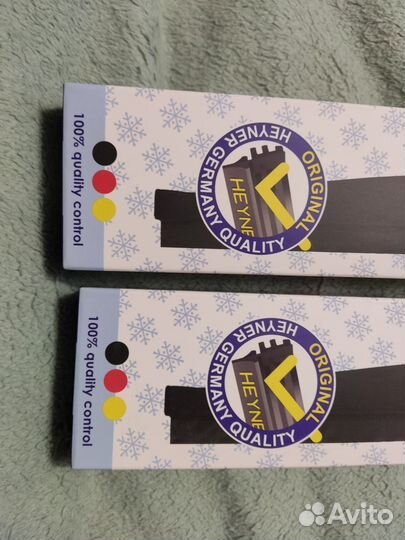 100% quality control
ORIGINAL
HEYNER GERMANY QUALITY
HEYNE
100% quality control
ORIGINAL
HEYNER GERMANY QUALITY
HEYNE
Avito